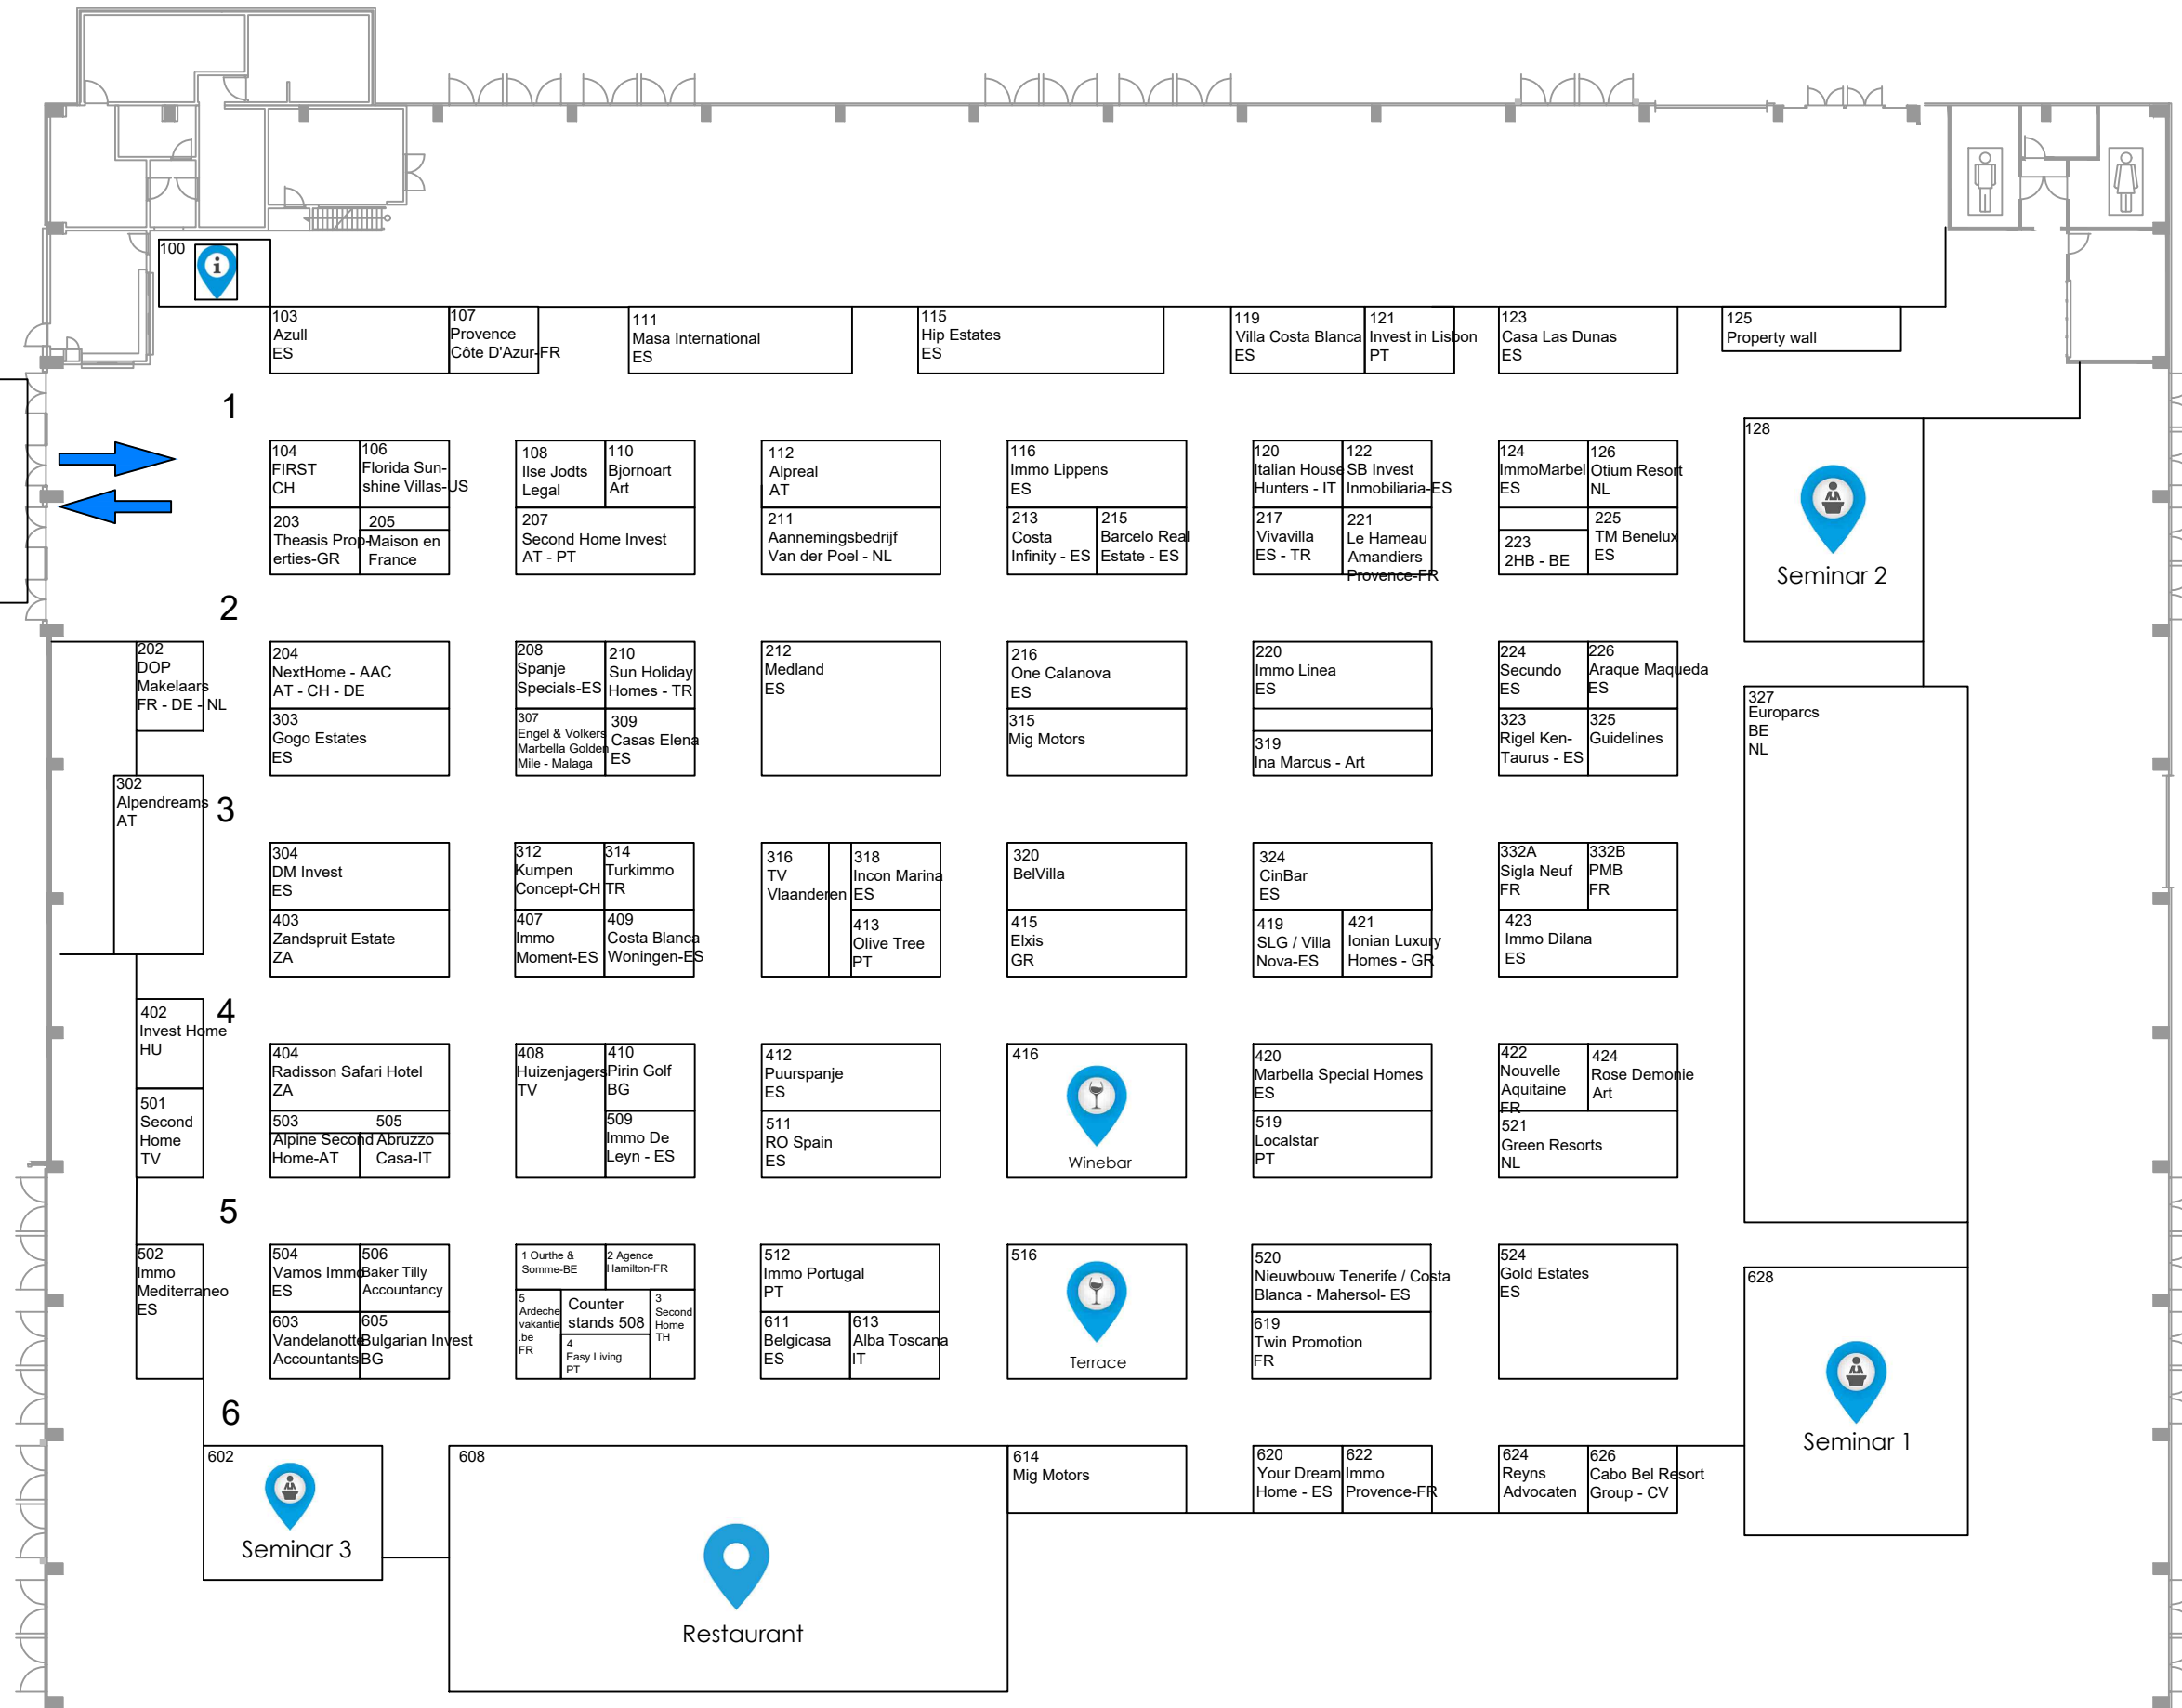 100
103
Azull
ES
107
Provence
Côte D'Azur-FR
111
Masa International
ES
115
Hip Estates
ES
119
Villa Costa Blanca
ES
121
Invest in Lisbon
PT
123
Casa Las Dunas
ES
125
Property wall
1
104
FIRST
CH
106
Florida Sun-
shine Villas-US
108
Ilse Jodts
Legal
110
Bjornoart
Art
112
Alpreal
AT
116
Immo Lippens
ES
120
Italian House
Hunters - IT
122
SB Invest
Inmobiliaria-ES
124
ImmoMarbel
ES
126
Otium Resort
NL
128
Seminar 2
203
Theasis Prop-
erties-GR
205
Maison en
France
207
Second Home Invest
AT - PT
211
Aannemingsbedrijf
Van der Poel - NL
213
Costa
Infinity - ES
215
Barcelo Real
Estate - ES
217
Vivavilla
ES - TR
221
Le Hameau
Amandiers
Provence-FR
223
2HB - BE
225
TM Benelux
ES
2
202
DOP
Makelaars
FR - DE - NL
204
NextHome - AAC
AT - CH - DE
208
Spanje
Specials-ES
210
Sun Holiday
Homes - TR
212
Medland
ES
216
One Calanova
ES
220
Immo Linea
ES
224
Secundo
ES
226
Araque Maqueda
ES
327
Europarcs
BE
NL
303
Gogo Estates
ES
307
Engel & Volkers
Marbella Golden
Mile - Malaga
309
Casas Elena
ES
315
Mig Motors
319
Ina Marcus - Art
323
Rigel Ken-
Taurus - ES
325
Guidelines
302
Alpendreams
AT
3
304
DM Invest
ES
312
Kumpen
Concept-CH
314
Turkimmo
TR
316
TV
Vlaanderen
318
Incon Marina
ES
320
BelVilla
324
CinBar
ES
332A
Sigla Neuf
FR
332B
PMB
FR
403
Zandspruit Estate
ZA
407
Immo
Moment-ES
409
Costa Blanca
Woningen-ES
413
Olive Tree
PT
415
Elxis
GR
419
SLG / Villa
Nova-ES
421
Ionian Luxury
Homes - GR
423
Immo Dilana
ES
402
Invest Home
HU
4
404
Radisson Safari Hotel
ZA
408
Huizenjagers
TV
410
Pirin Golf
BG
412
Puurspanje
ES
416
Winebar
420
Marbella Special Homes
ES
422
Nouvelle
Aquitaine
FR
424
Rose Demonie
Art
501
Second
Home
TV
503
Alpine Second
Home-AT
505
Abruzzo
Casa-IT
509
Immo De
Leyn - ES
511
RO Spain
ES
519
Localstar
PT
521
Green Resorts
NL
5
502
Immo
Mediterraneo
ES
504
Vamos Immo
ES
506
Baker Tilly
Accountancy
1 Ourthe &
Somme-BE
2 Agence
Hamilton-FR
5
Ardeche
vakantie
.be
FR
Counter
stands 508
3
Second
Home
TH
4
Easy Living
PT
512
Immo Portugal
PT
516
Terrace
520
Nieuwbouw Tenerife / Costa
Blanca - Mahersol- ES
524
Gold Estates
ES
628
Seminar 1
603
Vandelanotte
Accountants
605
Bulgarian Invest
BG
611
Belgicasa
ES
613
Alba Toscana
IT
619
Twin Promotion
FR
6
602
Seminar 3
608
Restaurant
614
Mig Motors
620
Your Dream
Home - ES
622
Immo
Provence-FR
624
Reyns
Advocaten
626
Cabo Bel Resort
Group - CV